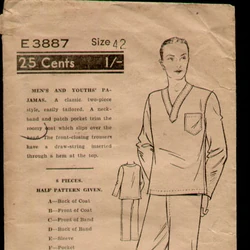 E3887 Size 42
25 Cents 1/-
MEN'S AND YOUTHS' PA-
JAMAS. A classic two-piece
style, easily tailored. A neck-
band and patch pocket trim the
roomy coat which slips over the
head. The front-closing trousers
have a draw-string inserted
through a hem at the top.
8 PIECES
HALF PATTERN GIVEN.
A—Back of Coat
B—Front of Coat
C—Front of Band
D—Back of Band
E—Sleeve
F—Pocket